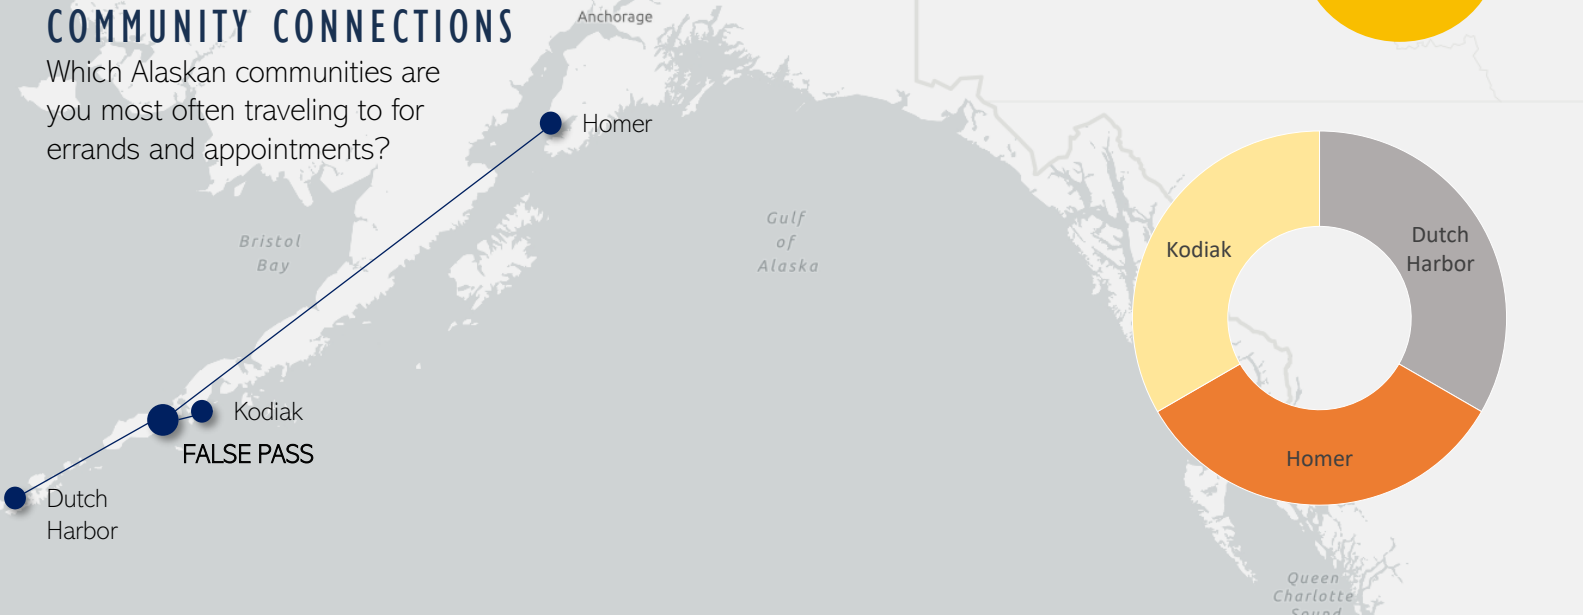 COMMUNITY CONNECTIONS
Which Alaskan communities are
you most often traveling to for
errands and appointments?
Anchorage
Homer
Bristol
Bay
Gulf
of
Alaska
Kodiak
FALSE PASS
Dutch
Harbor
Kodiak
Dutch
Harbor
Homer
Queen
Charlotte
Sound